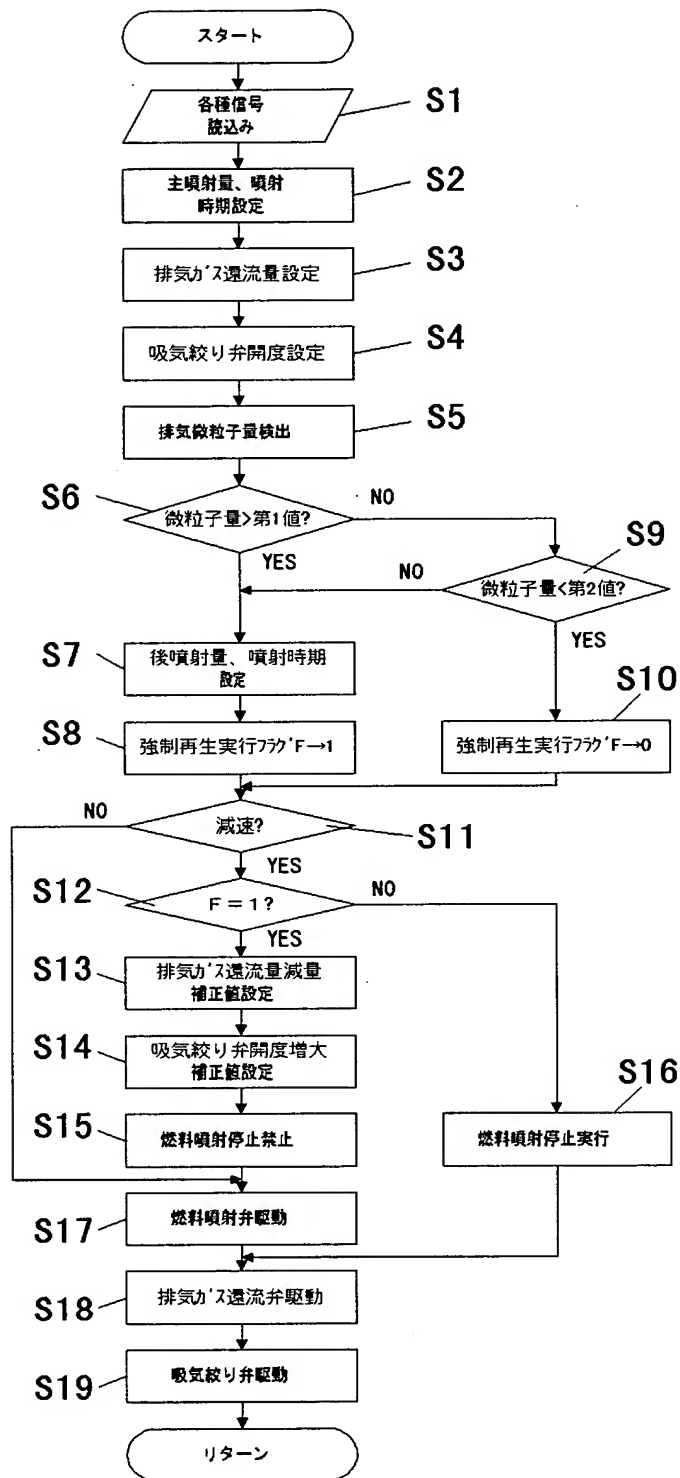 スタート
各種信号
読込み
S1
主噴射量、噴射
時期設定
S2
排気ガス還流量設定
S3
吸気絞り弁開度設定
S4
排気微粒子量検出
S5
S6
微粒子量>第1値?
NO
YES
S9
微粒子量<第2値?
NO
YES
S7
後噴射量、噴射時期
設定
S8
強制再生実行フラグF→1
S10
強制再生実行フラグF→0
NO
減速?
S11
YES
S12
F=1?
NO
YES
S13
排気ガス還流量減量
補正値設定
S14
吸気絞り弁開度増大
補正値設定
S15
燃料噴射停止禁止
S16
燃料噴射停止実行
S17
燃料噴射弁駆動
S18
排気ガス還流弁駆動
S19
吸気絞り弁駆動
リターン